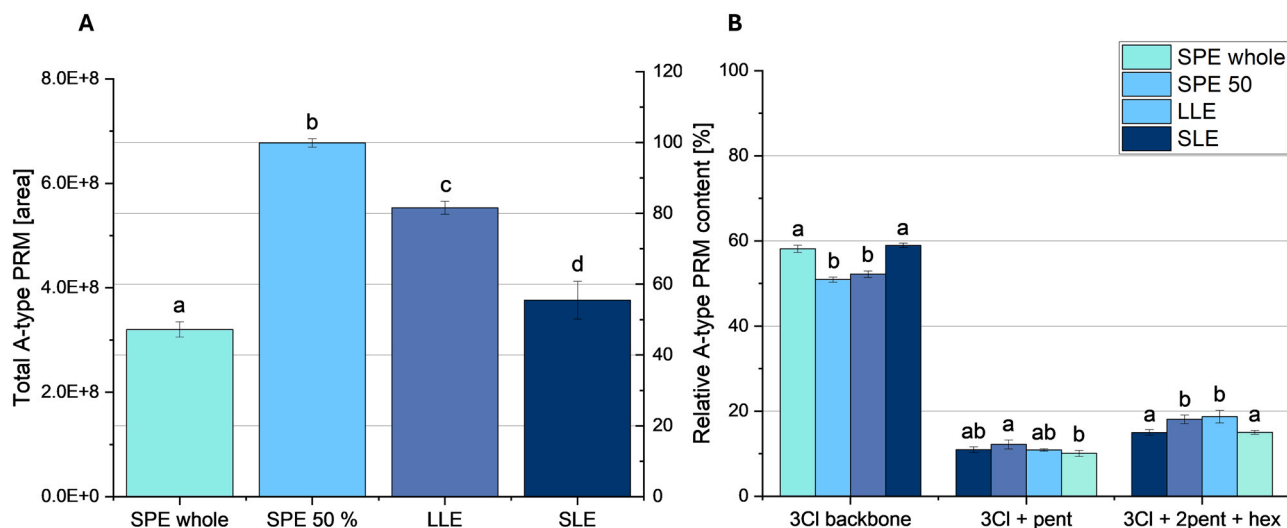 A
Total A-type PRM [area]
8.0E+8
6.0E+8
4.0E+8
2.0E+8
0.0E+0
a
b
c
d
120
100
80
60
40
20
0
SPE whole
SPE 50 %
LLE
SLE
B
Relative A-type PRM content [%]
100
80
60
40
20
0
SPE whole
SPE 50
LLE
SLE
a
b
b
a
ab
a
ab
b
a
b
b
a
3Cl backbone
3Cl + pent
3Cl + 2pent + hex